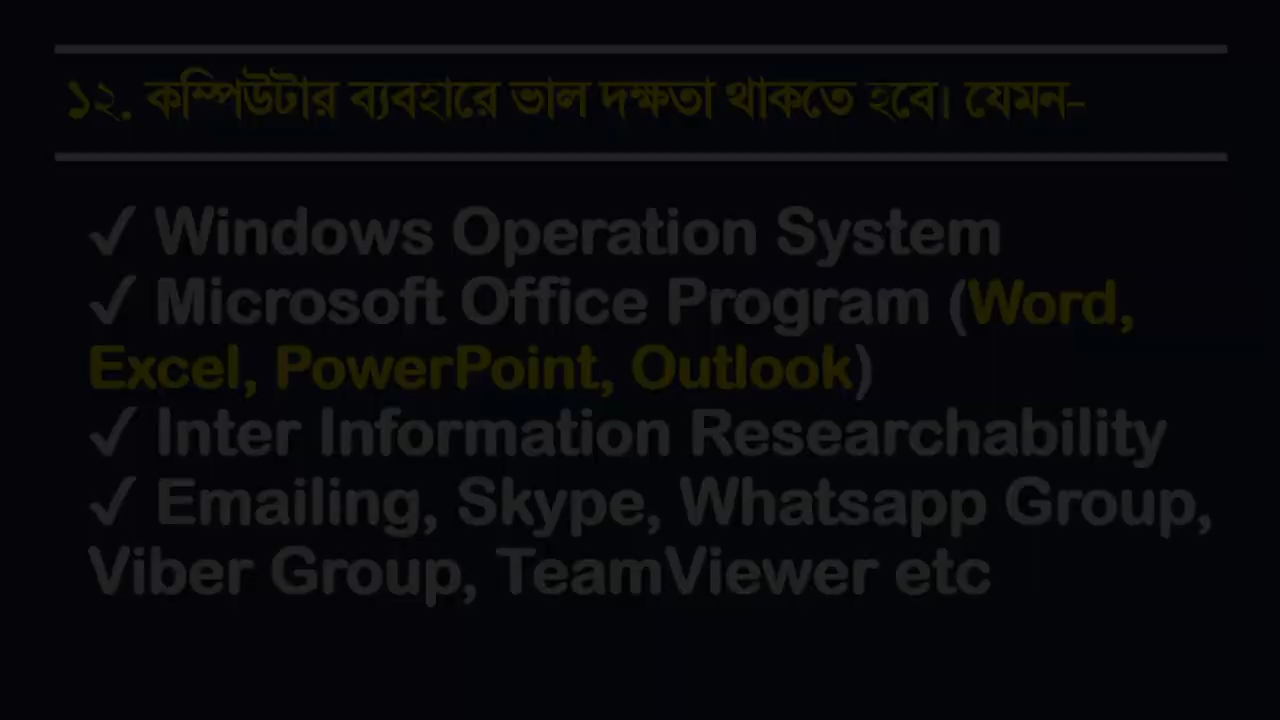 ১২. কম্পিউটার ব্যবহারে ভাল দক্ষতা থাকতে হবে। যেমন-
✓ Windows Operation System
✓ Microsoft Office Program (Word,
Excel, PowerPoint, Outlook)
✓ Inter Information Researchability
✓ Emailing, Skype, Whatsapp Group,
Viber Group, TeamViewer etc